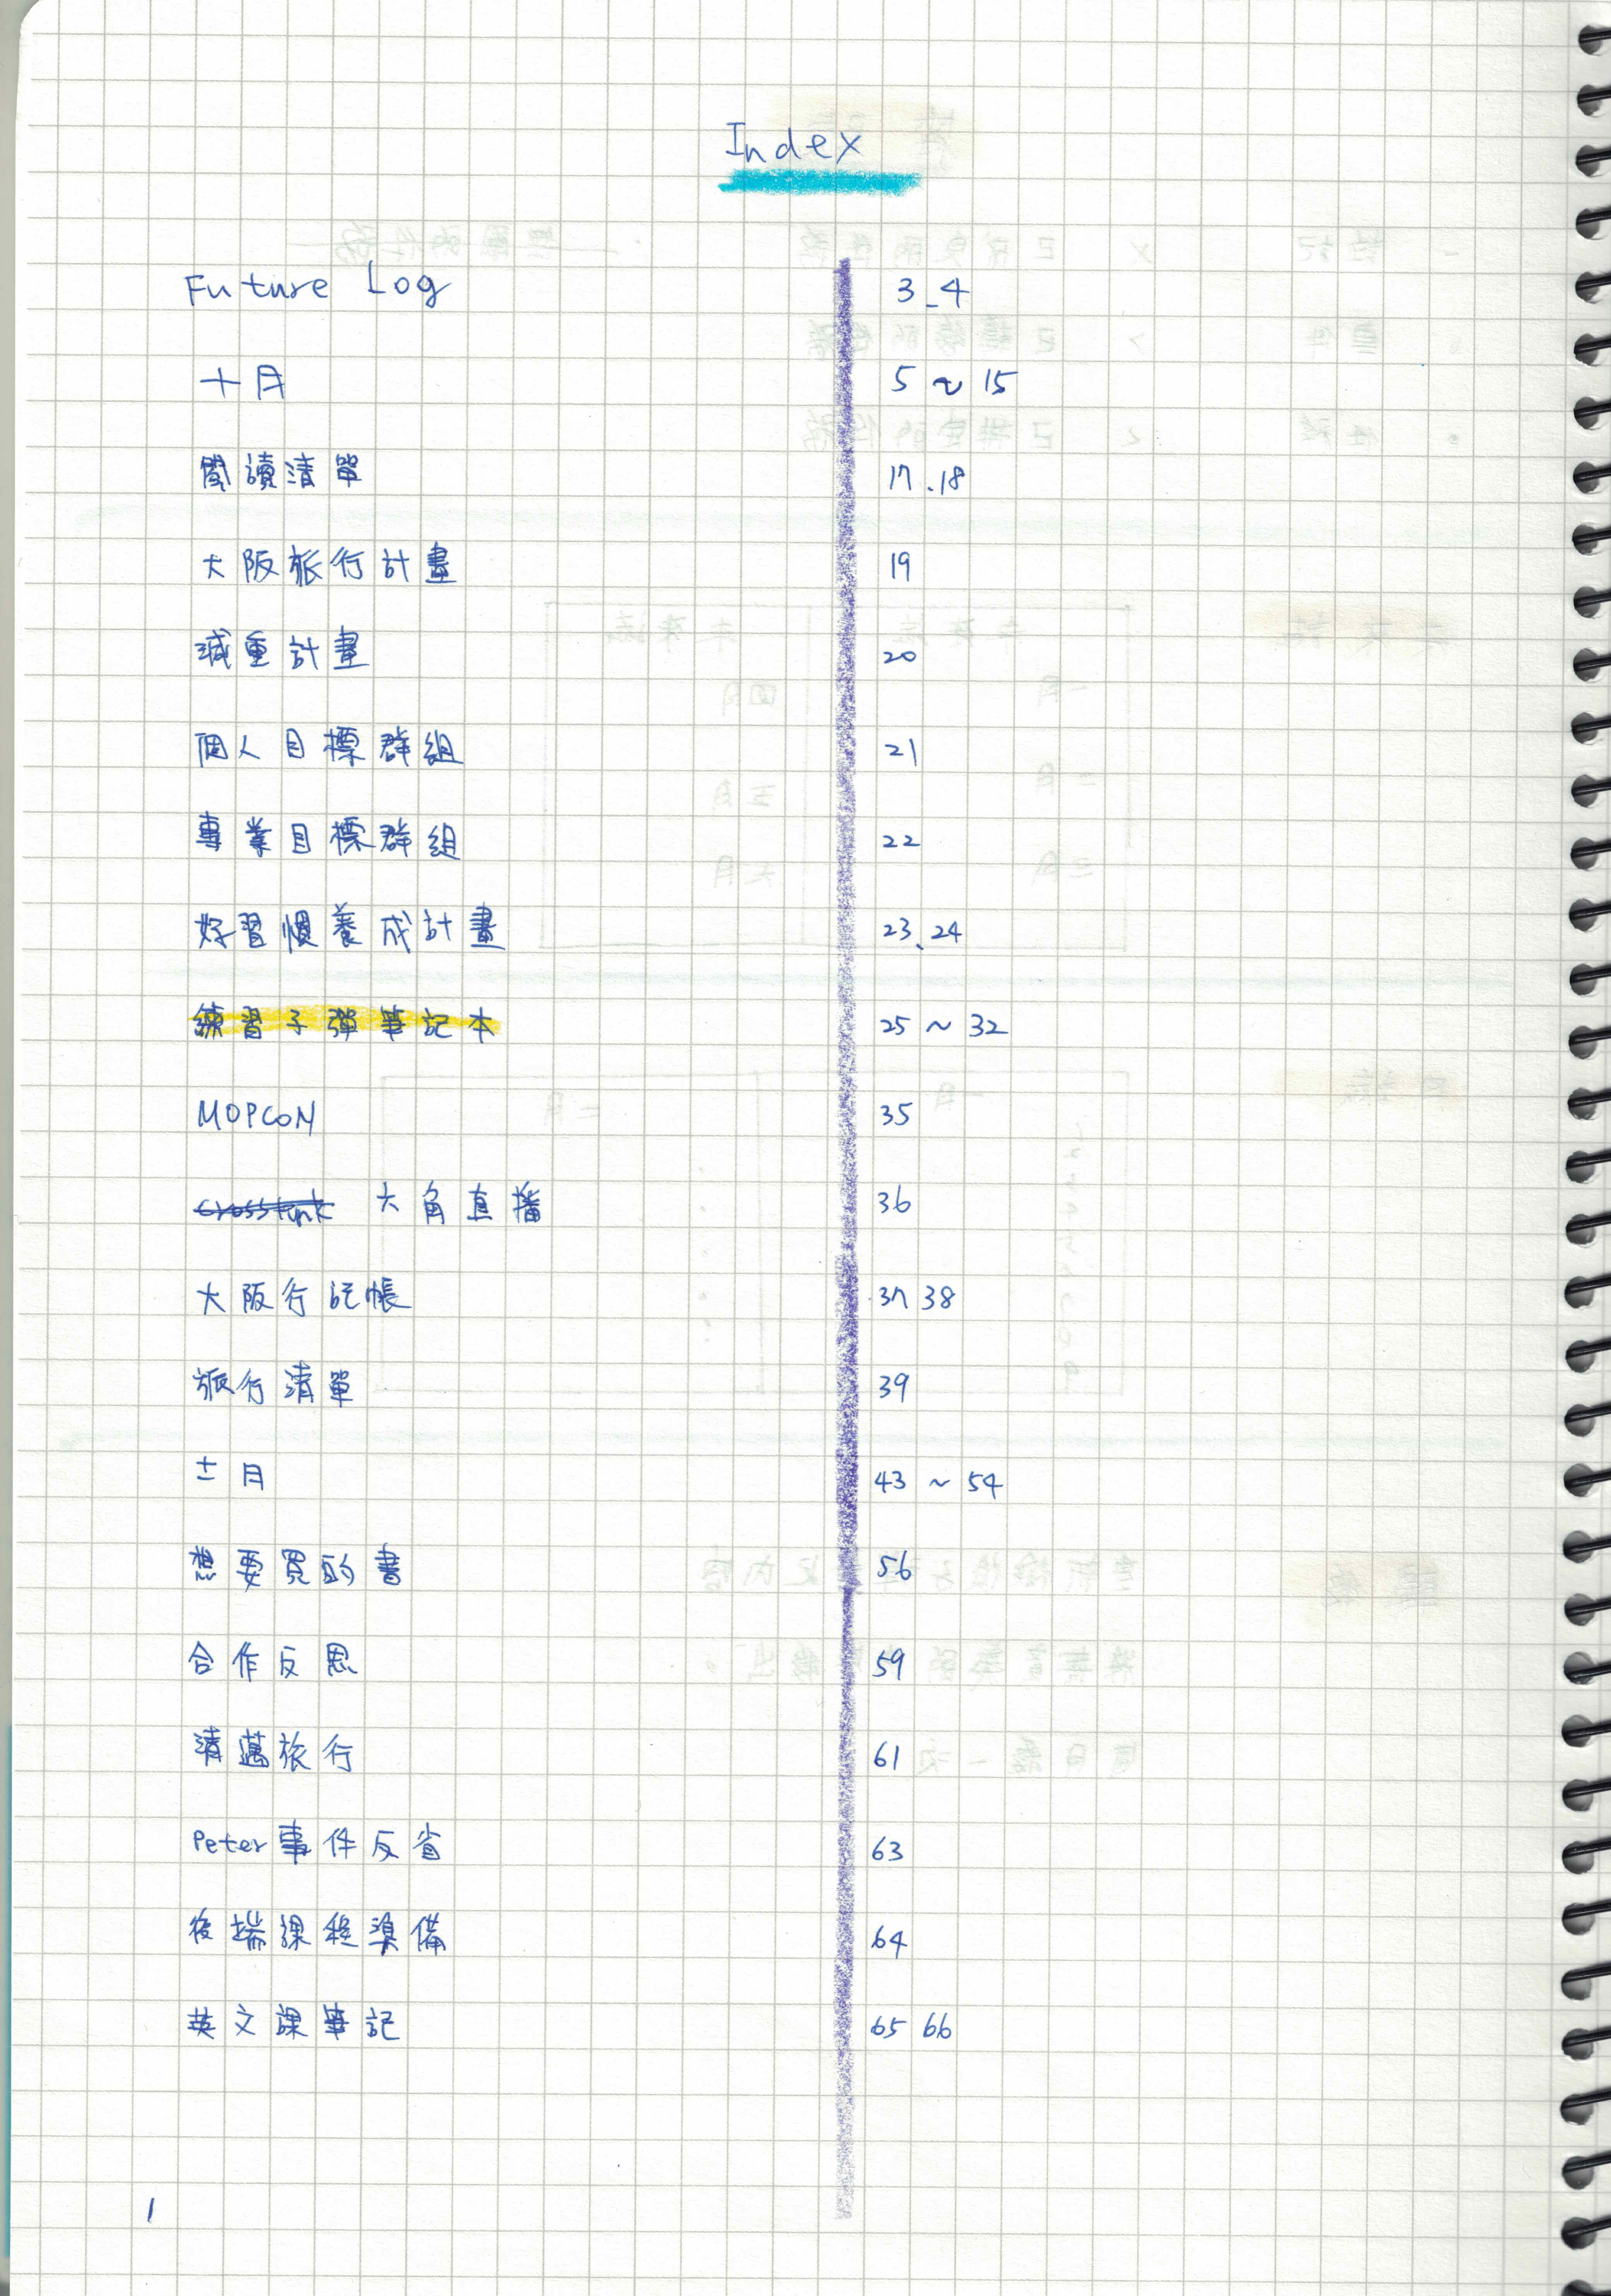 Index
Future Log 3_4
十月 5 ~ 15
閱讀清單 17.18
大阪旅行計畫 19
減重計畫 20
個人目標群組 21
專業目標群組 22
好習慣養成計畫 23、24
練習子彈筆記本 25 ~ 32
MOPCON 35
六角直播 36
大阪行記帳 37 38
旅行清單 39
十二月 43 ~ 54
想要買的書 56
合作反思 59
清邁旅行 61
Peter事件反省 63
後端課程準備 64
英文課筆記 65 66
1